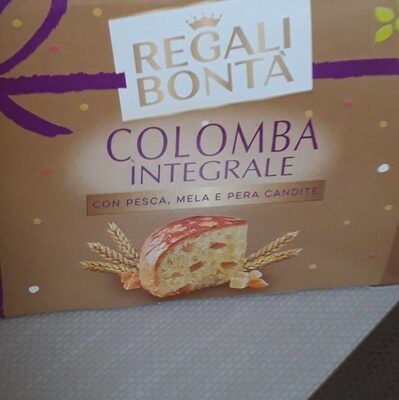 REGALI
BONTÀ
COLOMBA
INTEGRALE
CON PESCA, MELA E PERA CANDITE